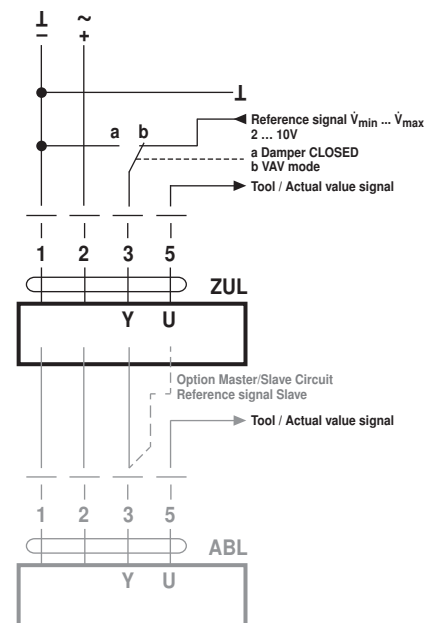 ⊥ ~
− +
⊥
a b
Reference signal V̇min ... V̇max
2 ... 10V
a Damper CLOSED
b VAV mode
Tool / Actual value signal
1 2 3 5
ZUL
Y U
Option Master/Slave Circuit
Reference signal Slave
Tool / Actual value signal
1 2 3 5
ABL
Y U